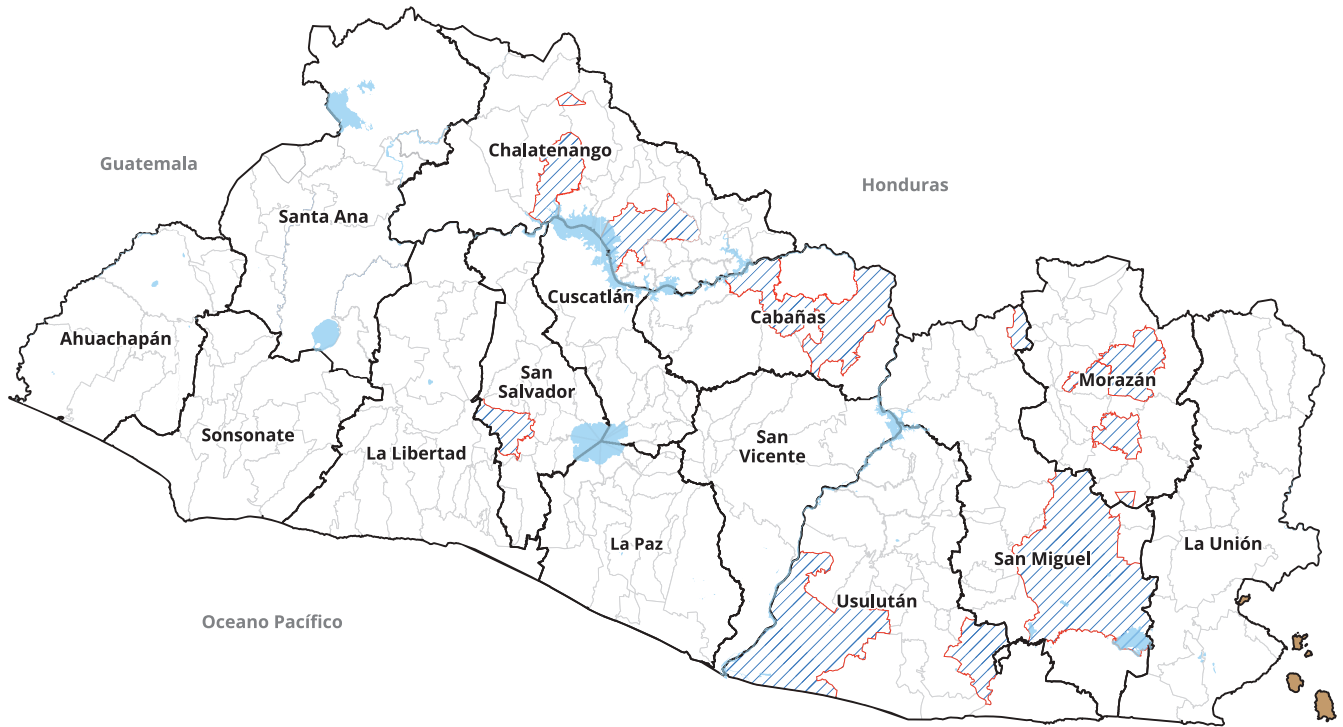 Chalatenango
Guatemala
Honduras
Santa Ana
Cuscatlán
Cabañas
Ahuachapán
San
Salvador
Morazán
Sonsonate
La Libertad
San
Vicente
La Paz
La Unión
San Miguel
Usulután
Oceano Pacífico